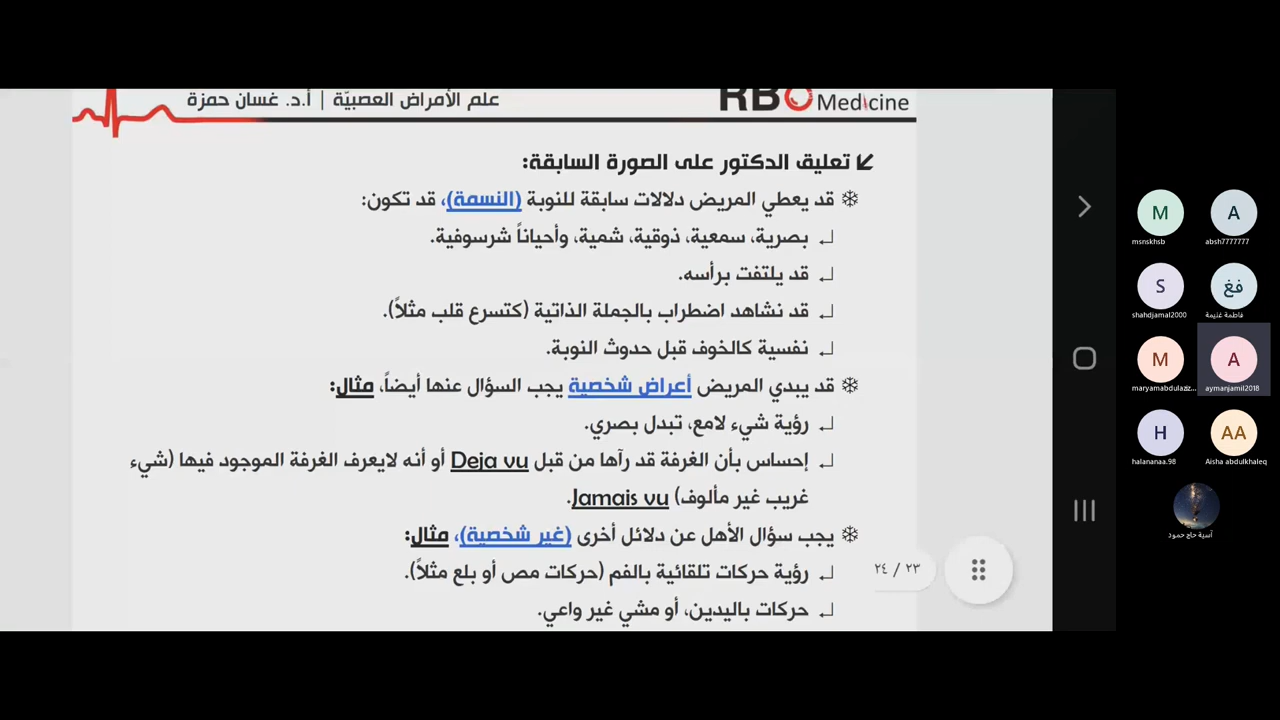 علم الأمراض العصبيّة | أ.د. غسان حمزة
RBO Medicine
تعليق الدكتور على الصورة السابقة:
قد يعطي المريض دلالات سابقة للنوبة (النسمة)، قد تكون:
بصرية، سمعية، ذوقية، شمية، وأحياناً شرسوفية.
قد يلتفت برأسه.
قد نشاهد اضطراب بالجملة الذاتية (كتسرع قلب مثلاً).
نفسية كالخوف قبل حدوث النوبة.
قد يبدي المريض أعراض شخصية يجب السؤال عنها أيضاً، مثال:
رؤية شيء لامع، تبدل بصري.
إحساس بأن الغرفة قد رآها من قبل Deja vu أو أنه لايعرف الغرفة الموجود فيها (شيء
غريب غير مألوف) Jamais vu.
يجب سؤال الأهل عن دلائل أخرى (غير شخصية)، مثال:
رؤية حركات تلقائية بالفم (حركات مص أو بلع مثلاً).
حركات باليدين، أو مشي غير واعي.
٢٣ / ٢٤
M
msnskhsb
A
absh7777777
S
shahdjamal2000
فغ
فاطمة غنيمة
M
maryamabdulaziz...
A
aymanjamil2018
H
halananaa.98
AA
Aisha abdulkhaleq
آسية حاج حمود